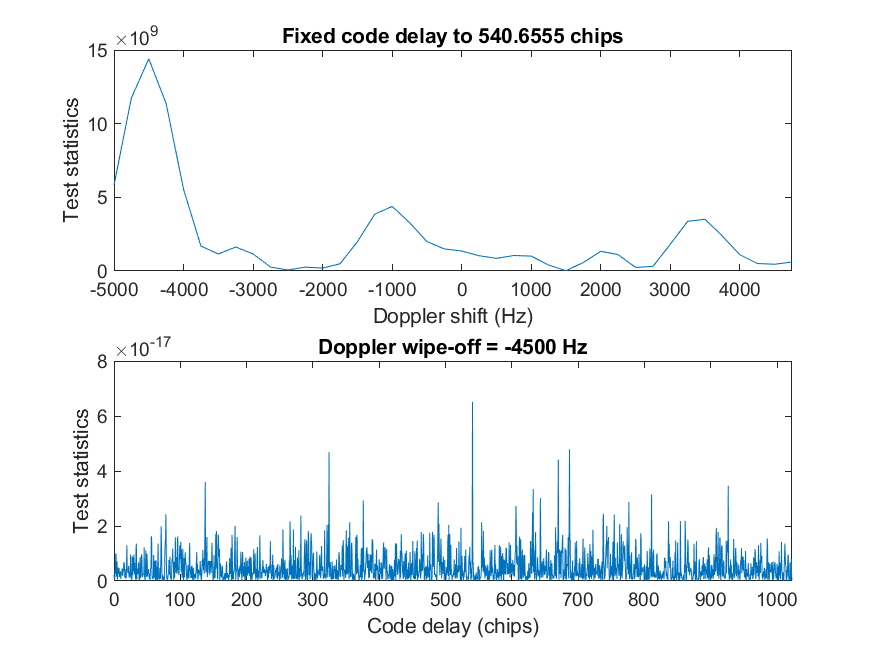 ×10⁹
Fixed code delay to 540.6555 chips
15
10
5
0
Test statistics
-5000 -4000 -3000 -2000 -1000 0 1000 2000 3000 4000
Doppler shift (Hz)
×10⁻¹⁷
Doppler wipe-off = -4500 Hz
8
6
4
2
0
Test statistics
0 100 200 300 400 500 600 700 800 900 1000
Code delay (chips)